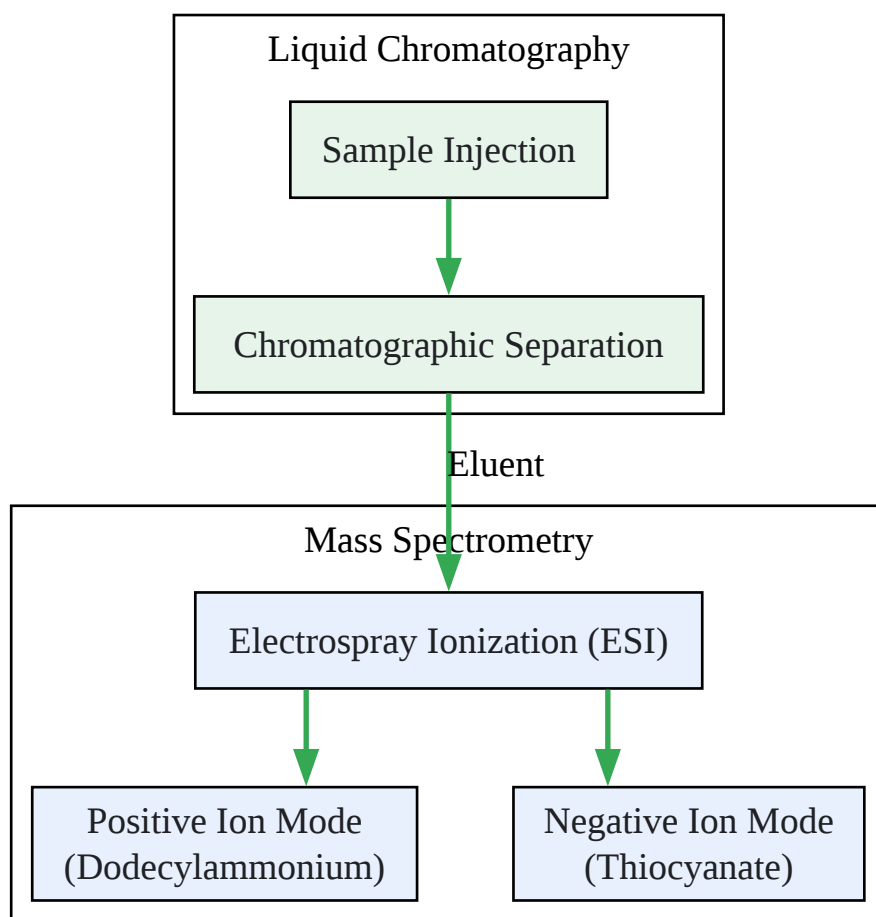 Liquid Chromatography
Sample Injection
Chromatographic Separation
Eluent
Mass Spectrometry
Electrospray Ionization (ESI)
Positive Ion Mode
(Dodecylammonium)
Negative Ion Mode
(Thiocyanate)